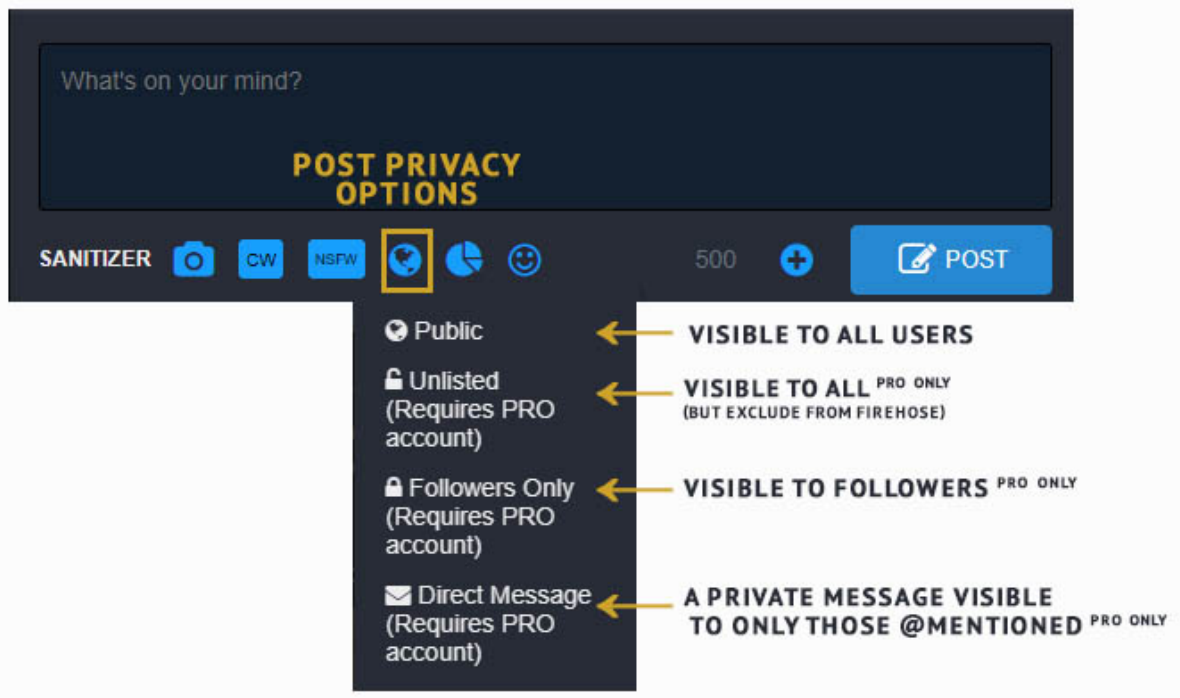 What's on your mind?
POST PRIVACY
OPTIONS
SANITIZER CW NSFW 500 POST
Public
VISIBLE TO ALL USERS
Unlisted
(Requires PRO
account)
VISIBLE TO ALL PRO ONLY
(BUT EXCLUDE FROM FIREHOSE)
Followers Only
(Requires PRO
account)
VISIBLE TO FOLLOWERS PRO ONLY
Direct Message
(Requires PRO
account)
A PRIVATE MESSAGE VISIBLE
TO ONLY THOSE @MENTIONED PRO ONLY